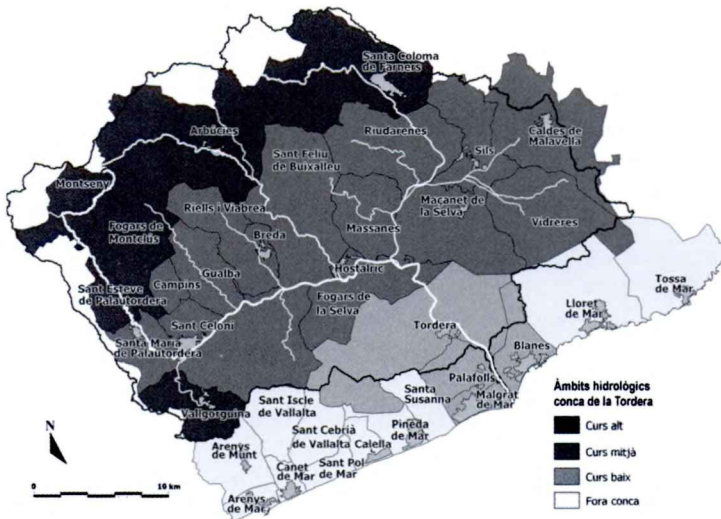 Santa Coloma
de Farners
Arbúcies
Riudarenes
Sils
Caldes de
Malavella
Sant Feliu
de Buixalleu
Montseny
Riells i Viabrea
Maçanet de
la Selva
Vidreres
Fogars de
Montclús
Breda
Massanes
Gualba
Hostalric
Campins
Sant Esteve
de Palautordera
Fogars de
la Selva
Tossa
de Mar
Lloret
de Mar
Sant Celoni
Tordera
Santa Maria
de Palautordera
Blanes
Palafolls
Vallgorguina
Sant Iscle
de Vallalta
Santa
Susanna
Malgrat
de Mar
Sant Cebrià
de Vallalta
Calella
Pineda
de Mar
Arenys
de Munt
Canet
de Mar
Sant Pol
de Mar
Arenys
de Mar
N
0
10 km
Àmbits hidrològics
conca de la Tordera
Curs alt
Curs mitjà
Curs baix
Fora conca